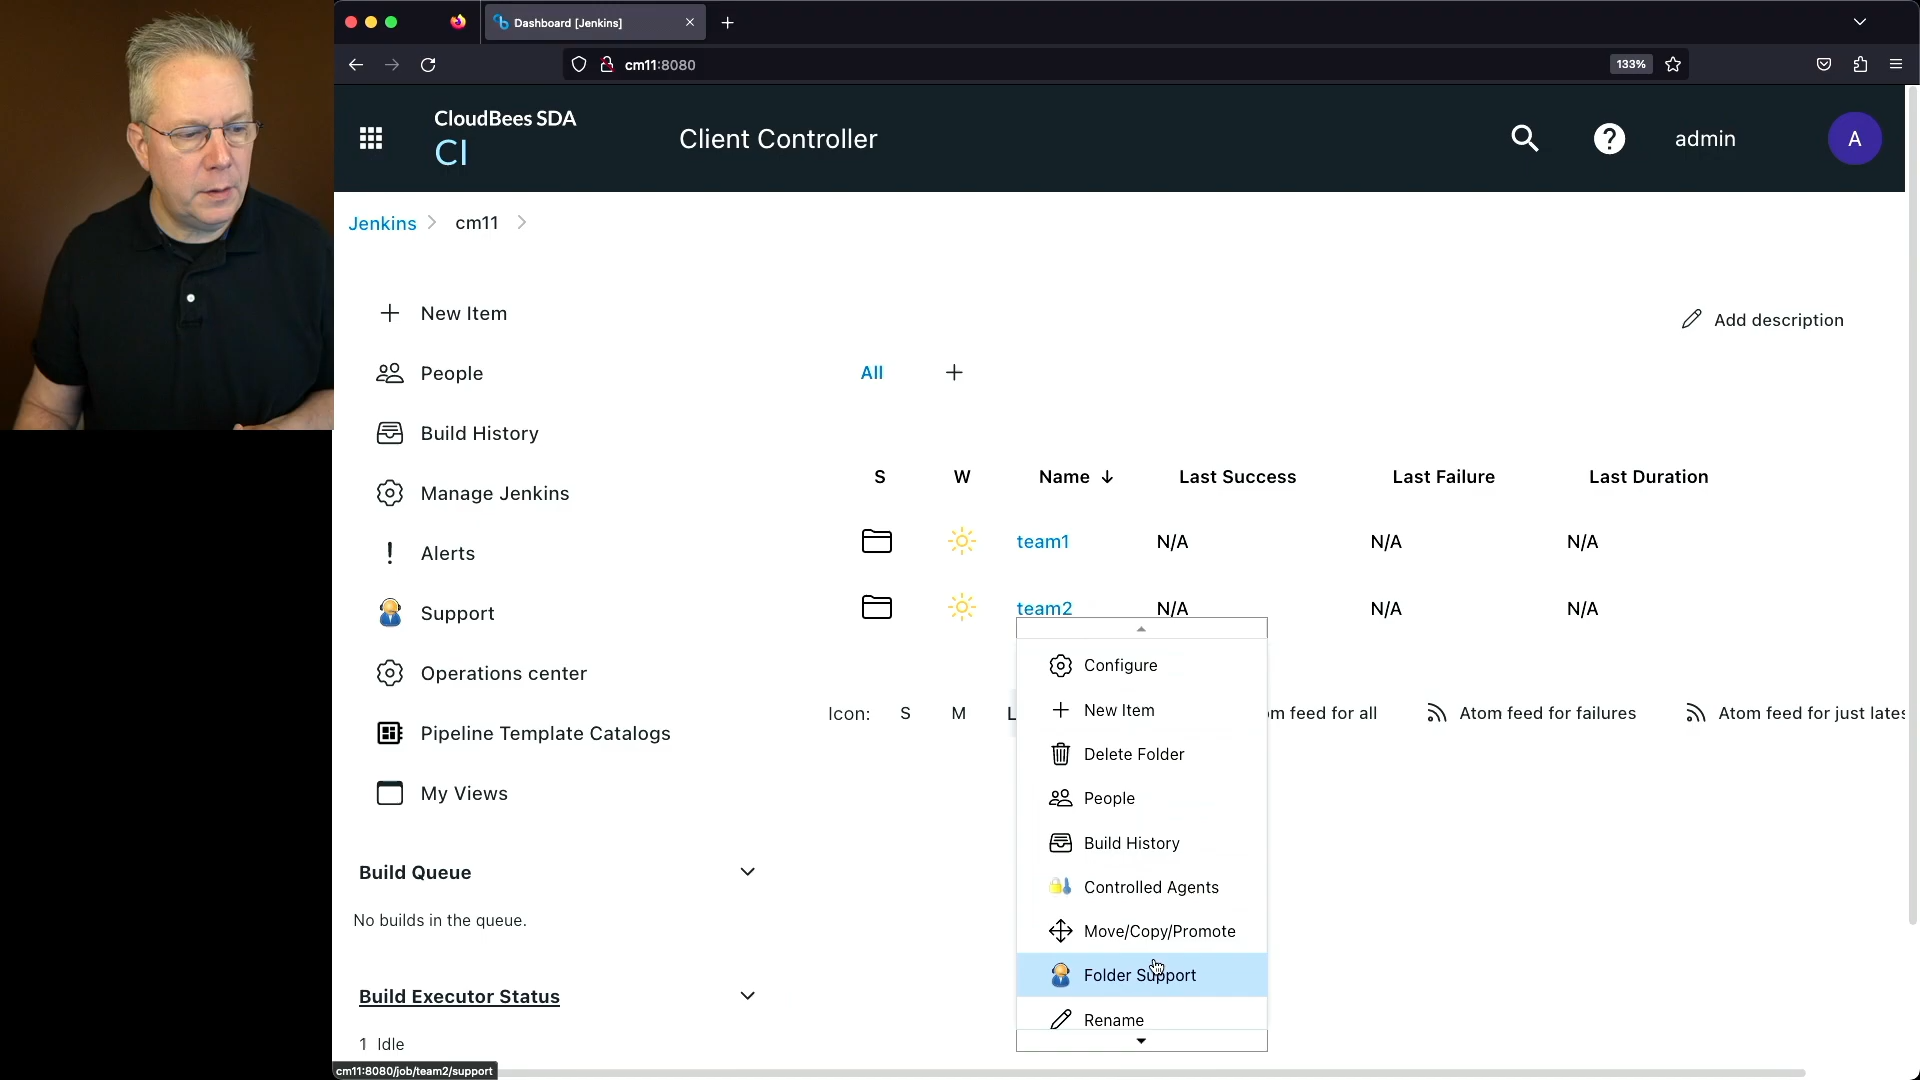 Dashboard [Jenkins]
cm11:8080
133%
CloudBees SDA
CI
Client Controller
admin
A
Jenkins
cm11
New Item
Add description
People
All
Build History
S
W
Name
Last Success
Last Failure
Last Duration
Manage Jenkins
team1
N/A
N/A
N/A
Alerts
team2
N/A
N/A
N/A
Support
Operations center
Configure
Icon:
S
M
L
New Item
om feed for all
Atom feed for failures
Atom feed for just lates
Pipeline Template Catalogs
Delete Folder
My Views
People
Build History
Build Queue
Controlled Agents
No builds in the queue.
Move/Copy/Promote
Folder Support
Build Executor Status
Rename
1 Idle
cm11:8080/job/team2/support